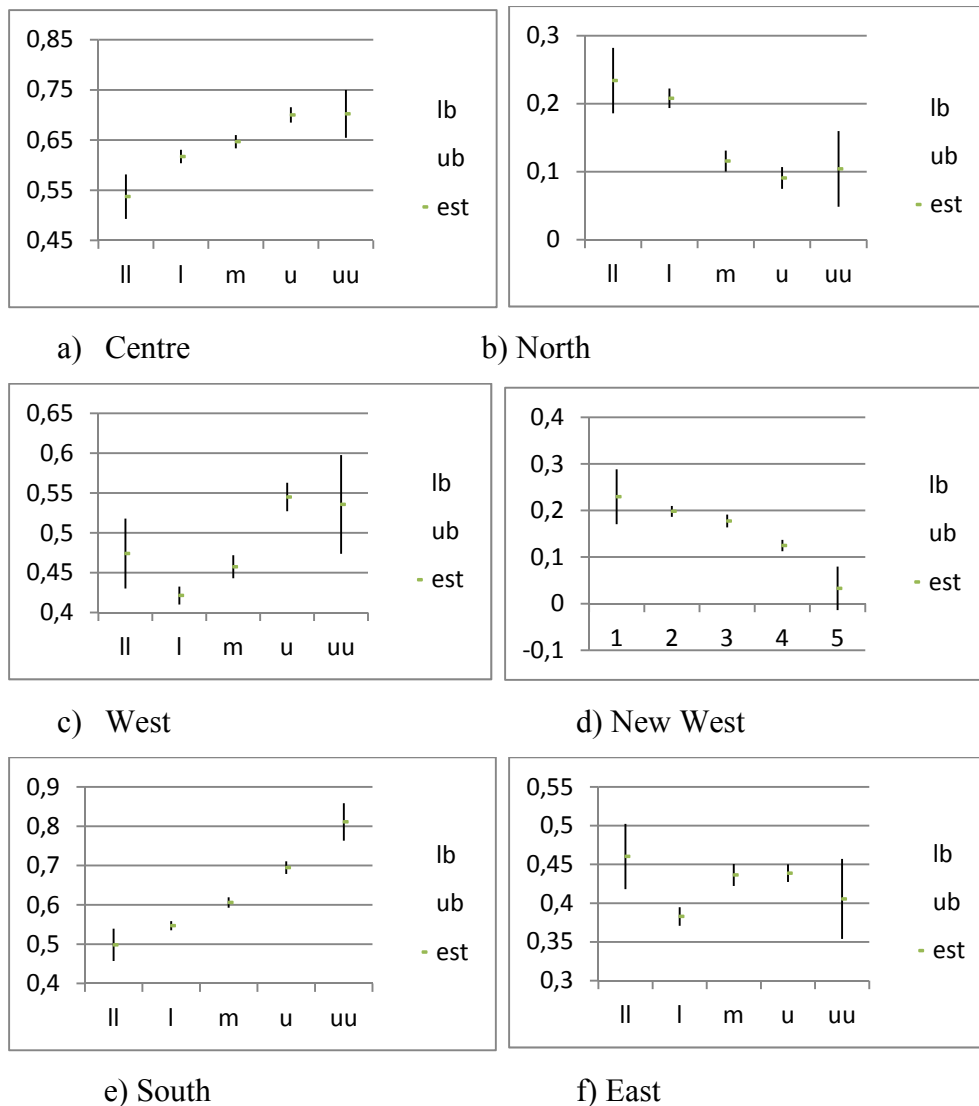 0,85
0,75
0,65
0,55
0,45
ll l m u uu
lb
ub
est
0,3
0,2
0,1
0
ll l m u uu
lb
ub
est
a) Centre
b) North
0,65
0,6
0,55
0,5
0,45
0,4
ll l m u uu
lb
ub
est
0,4
0,3
0,2
0,1
0
-0,1
1 2 3 4 5
lb
ub
est
c) West
d) New West
0,9
0,8
0,7
0,6
0,5
0,4
ll l m u uu
lb
ub
est
0,55
0,5
0,45
0,4
0,35
0,3
ll l m u uu
lb
ub
est
e) South
f) East